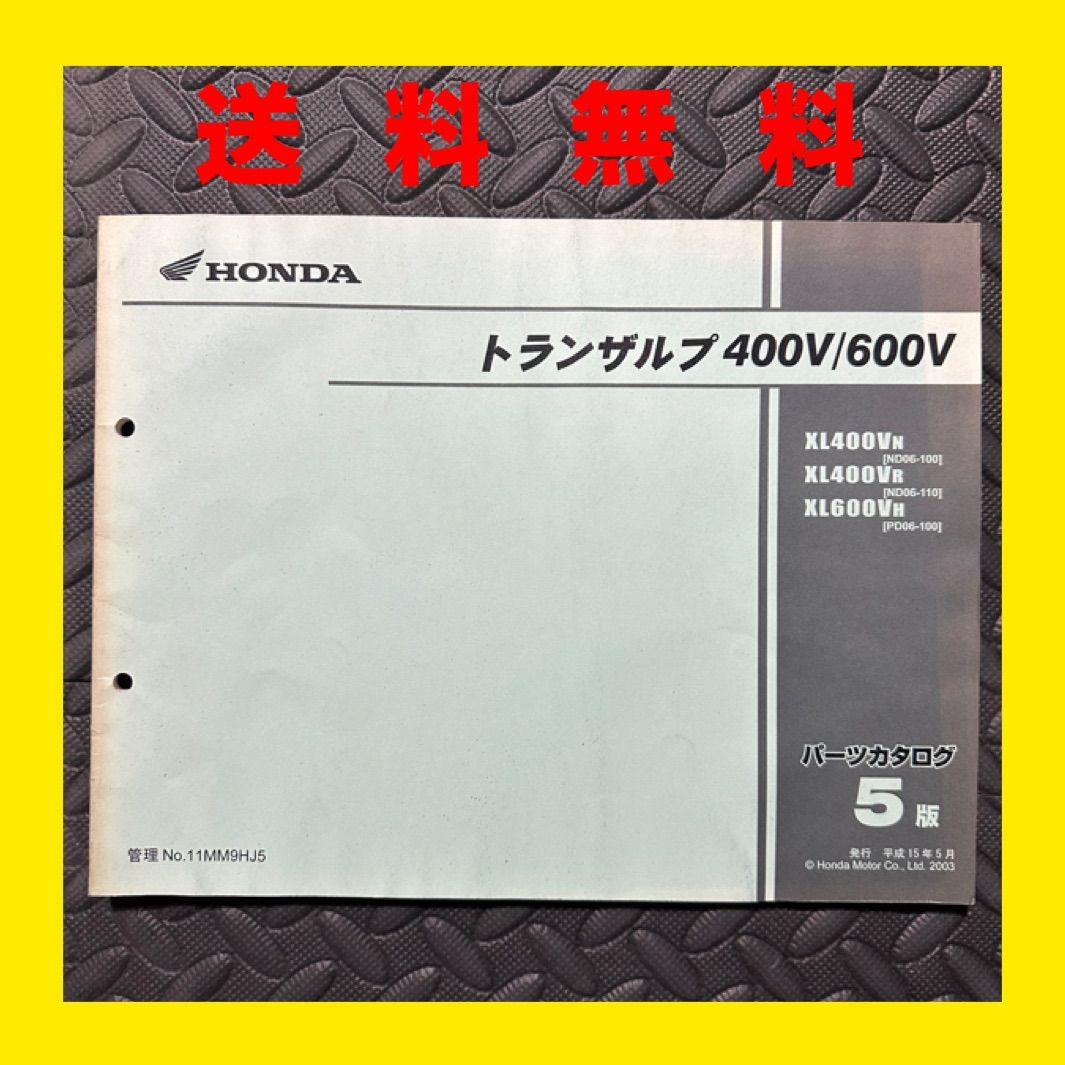 送料無料
HONDA
トランザルプ 400V/600V
XL400VN
[ND06-100]
XL400VR
[ND06-110]
XL600VH
[PD06-100]
パーツカタログ
5版
管理 No.11MM9HJ5
発行 平成15年5月
© Honda Motor Co., Ltd. 2003